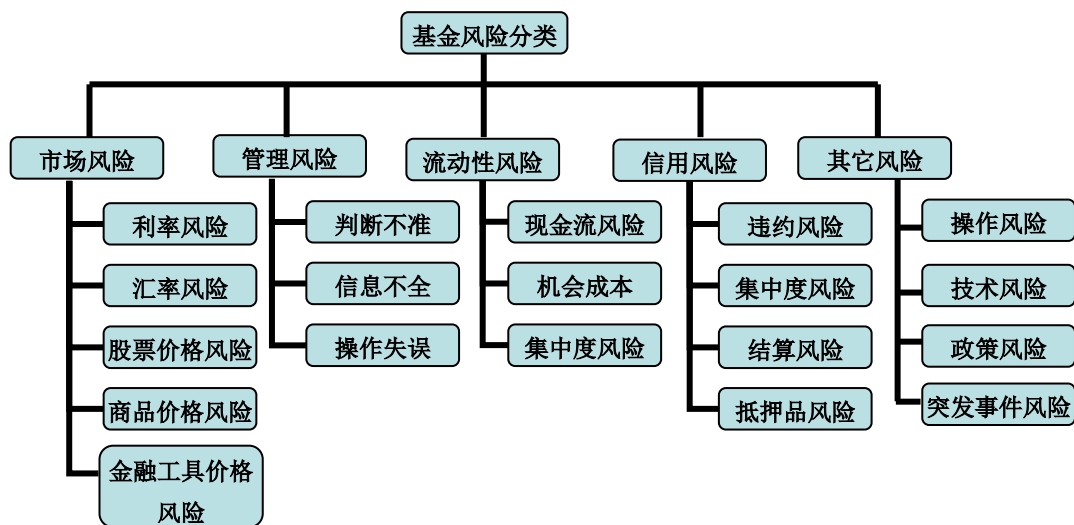 基金风险分类
市场风险
管理风险
流动性风险
信用风险
其它风险
利率风险
汇率风险
股票价格风险
商品价格风险
金融工具价格
风险
判断不准
信息不全
操作失误
现金流风险
机会成本
集中度风险
违约风险
集中度风险
结算风险
抵押品风险
操作风险
技术风险
政策风险
突发事件风险